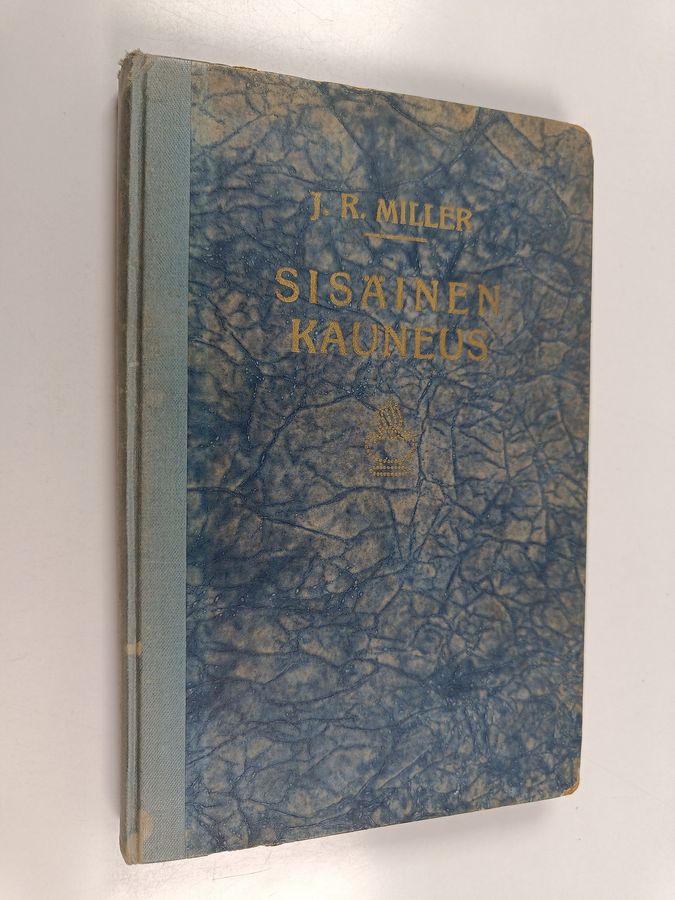 J. R. MILLER
SISÄINEN
KAUNEUS